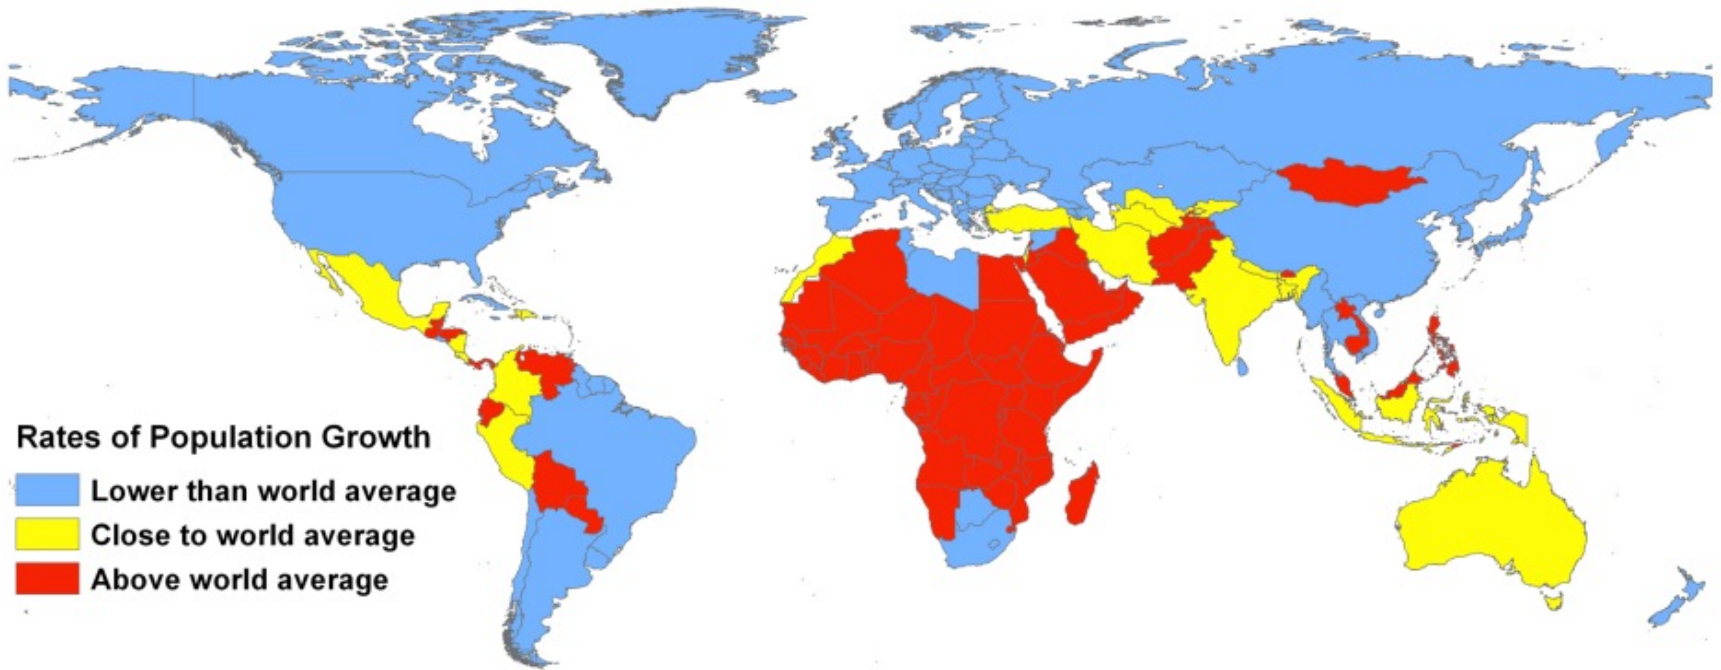 Rates of Population Growth
Lower than world average
Close to world average
Above world average